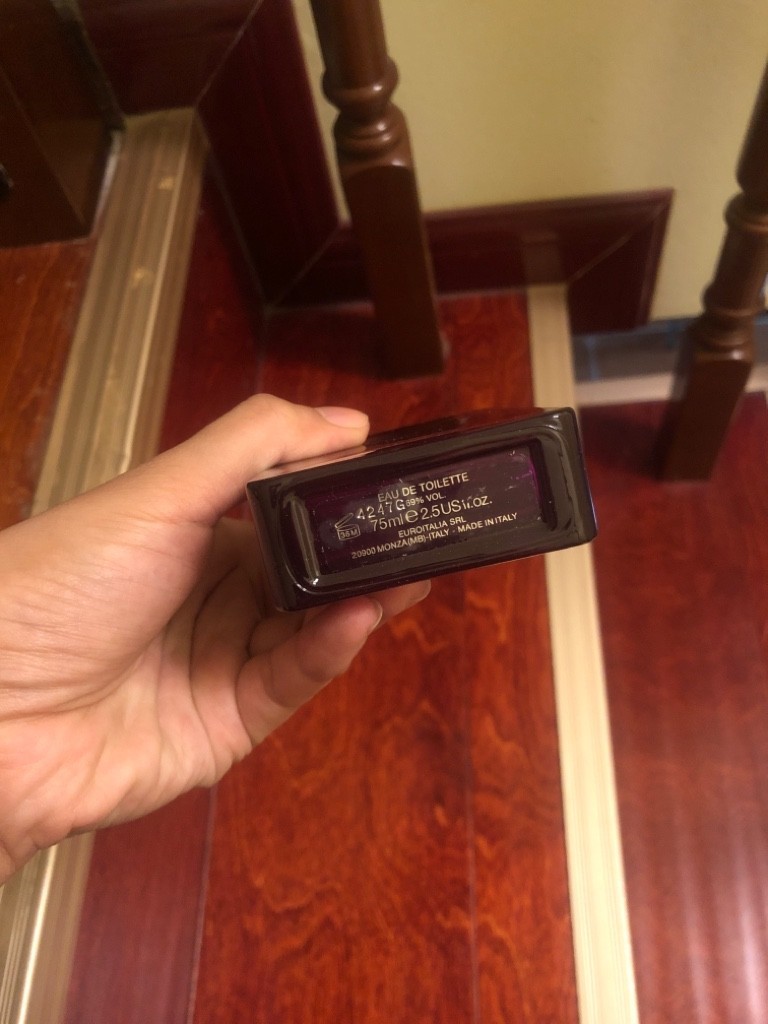 EAU DE TOILETTE
4247G 89% VOL.
36M 75ml e 2.5 US fl.oz.
EUROITALIA SRL
20900 MONZA(MB)-ITALY - MADE IN ITALY